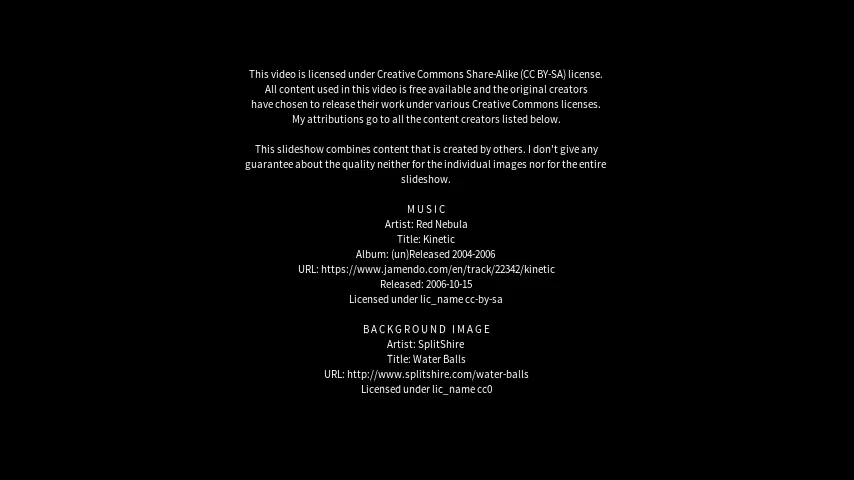 This video is licensed under Creative Commons Share-Alike (CC BY-SA) license.
All content used in this video is free available and the original creators
have chosen to release their work under various Creative Commons licenses.
My attributions go to all the content creators listed below.
This slideshow combines content that is created by others. I don't give any
guarantee about the quality neither for the individual images nor for the entire
slideshow.
MUSIC
Artist: Red Nebula
Title: Kinetic
Album: (un)Released 2004-2006
URL: https://www.jamendo.com/en/track/22342/kinetic
Released: 2006-10-15
Licensed under lic_name cc-by-sa
BACKGROUND IMAGE
Artist: SplitShire
Title: Water Balls
URL: http://www.splitshire.com/water-balls
Licensed under lic_name cc0